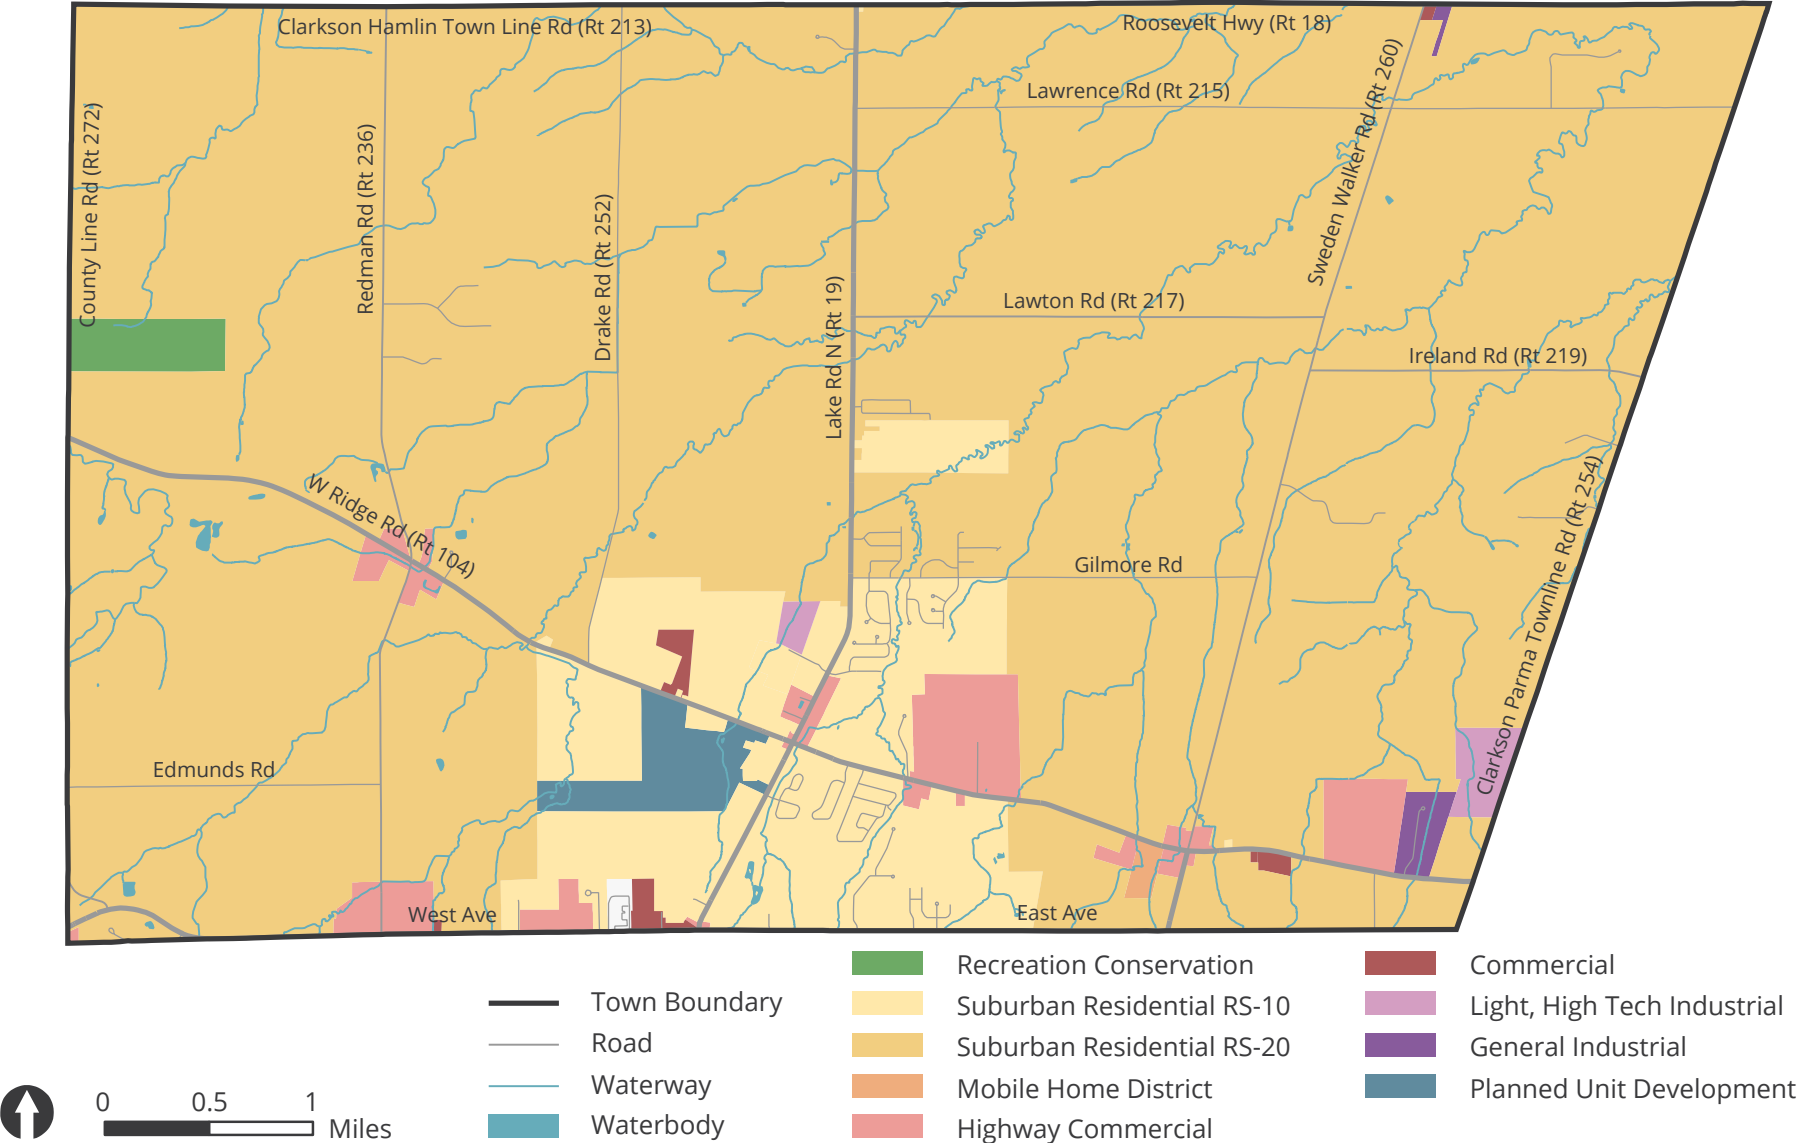 Clarkson Hamlin Town Line Rd (Rt 213)
Roosevelt Hwy (Rt 18)
Lawrence Rd (Rt 215)
County Line Rd (Rt 272)
Redman Rd (Rt 236)
Drake Rd (Rt 252)
Lake Rd N (Rt 19)
Sweden Walker Rd (Rt 260)
Lawton Rd (Rt 217)
Ireland Rd (Rt 219)
W Ridge Rd (Rt 104)
Gilmore Rd
Clarkson Parma Townline Rd (Rt 254)
Edmunds Rd
West Ave
East Ave
0 0.5 1
Miles
Town Boundary
Road
Waterway
Waterbody
Recreation Conservation
Suburban Residential RS-10
Suburban Residential RS-20
Mobile Home District
Highway Commercial
Commercial
Light, High Tech Industrial
General Industrial
Planned Unit Development